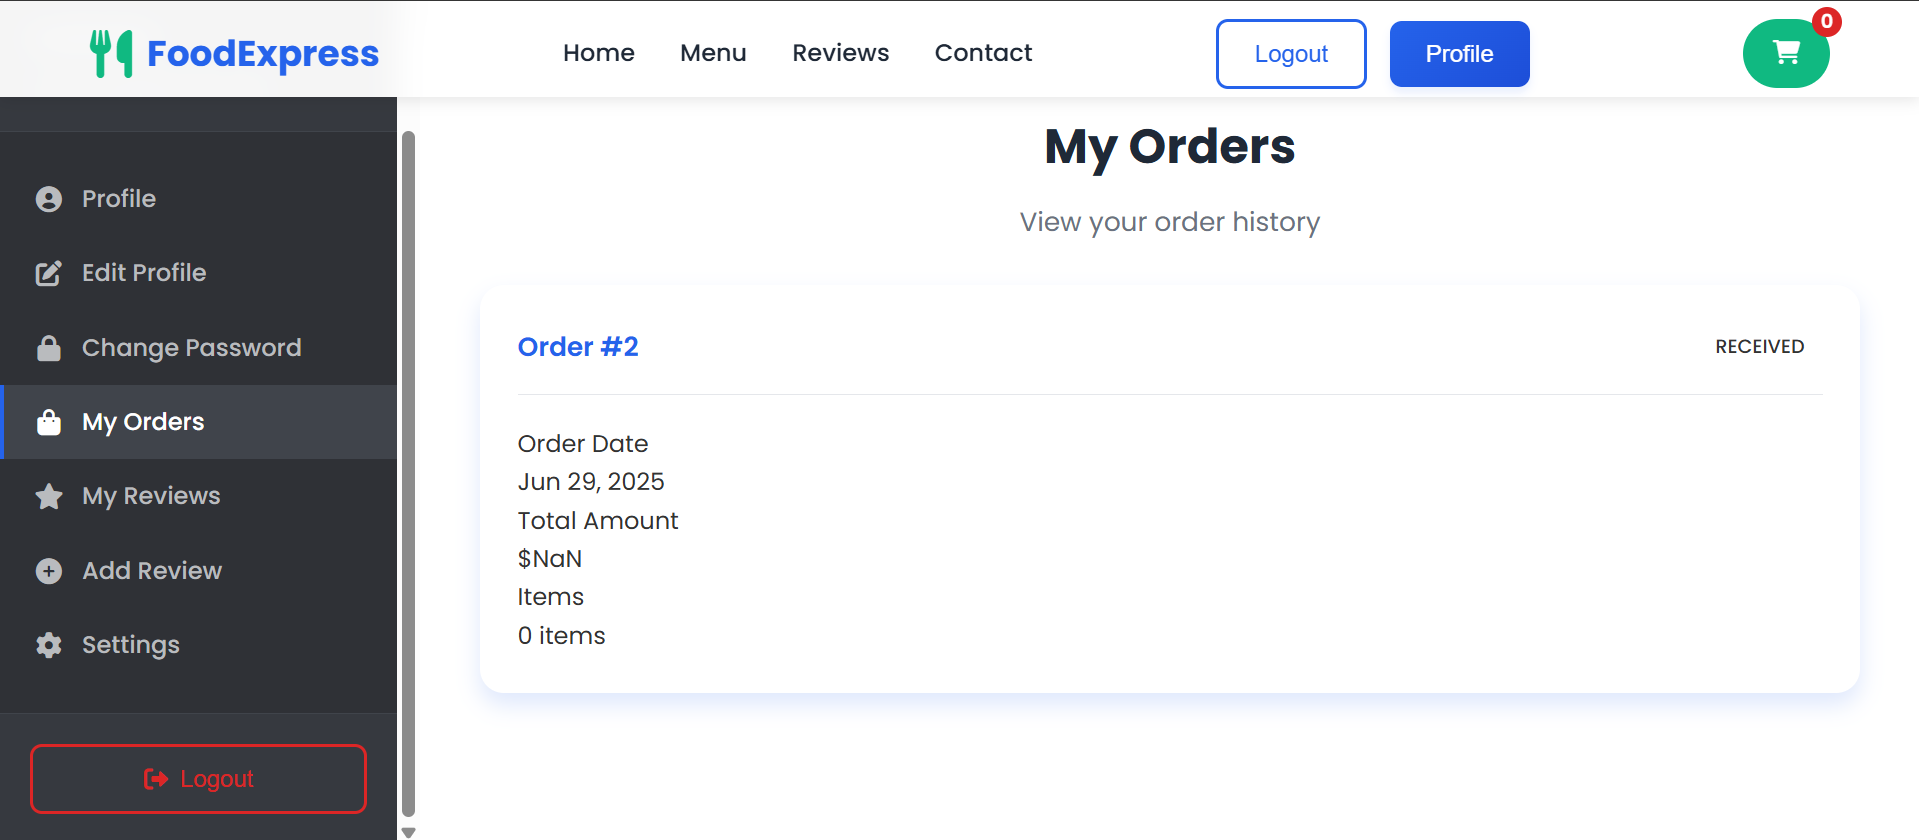 FoodExpress
Home
Menu
Reviews
Contact
Logout
Profile
0
Profile
Edit Profile
Change Password
My Orders
My Reviews
Add Review
Settings
Logout
My Orders
View your order history
Order #2
RECEIVED
Order Date
Jun 29, 2025
Total Amount
$NaN
Items
0 items